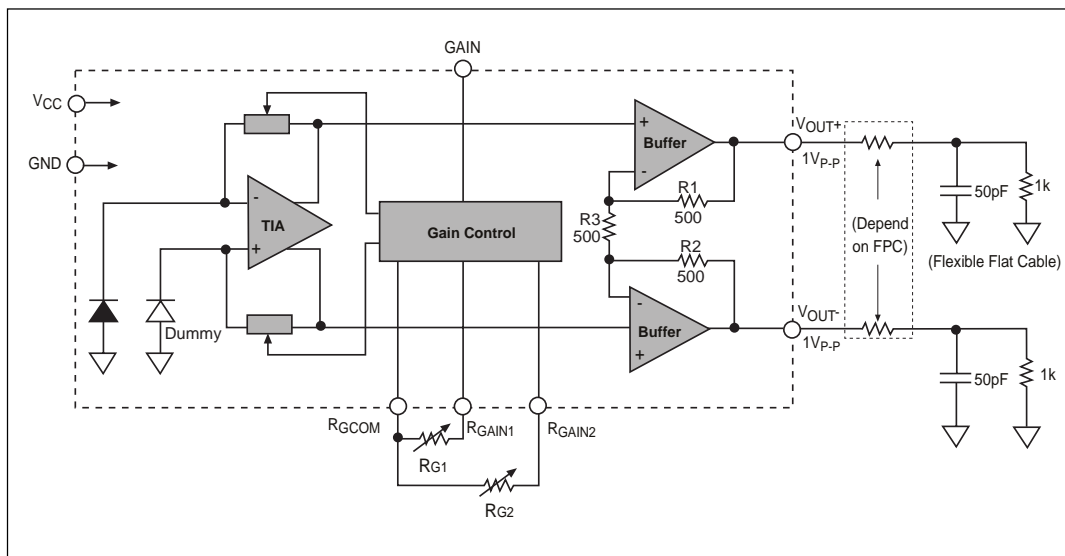 GAIN
VCC
GND
TIA
Dummy
Gain Control
Buffer
+
-
R1
500
R3
500
R2
500
Buffer
-
+
-
+
VOUT+
1VP-P
VOUT-
1VP-P
(Depend
on FPC)
50pF
1k
(Flexible Flat Cable)
50pF
1k
RGCOM
RGAIN1
RGAIN2
RG1
RG2